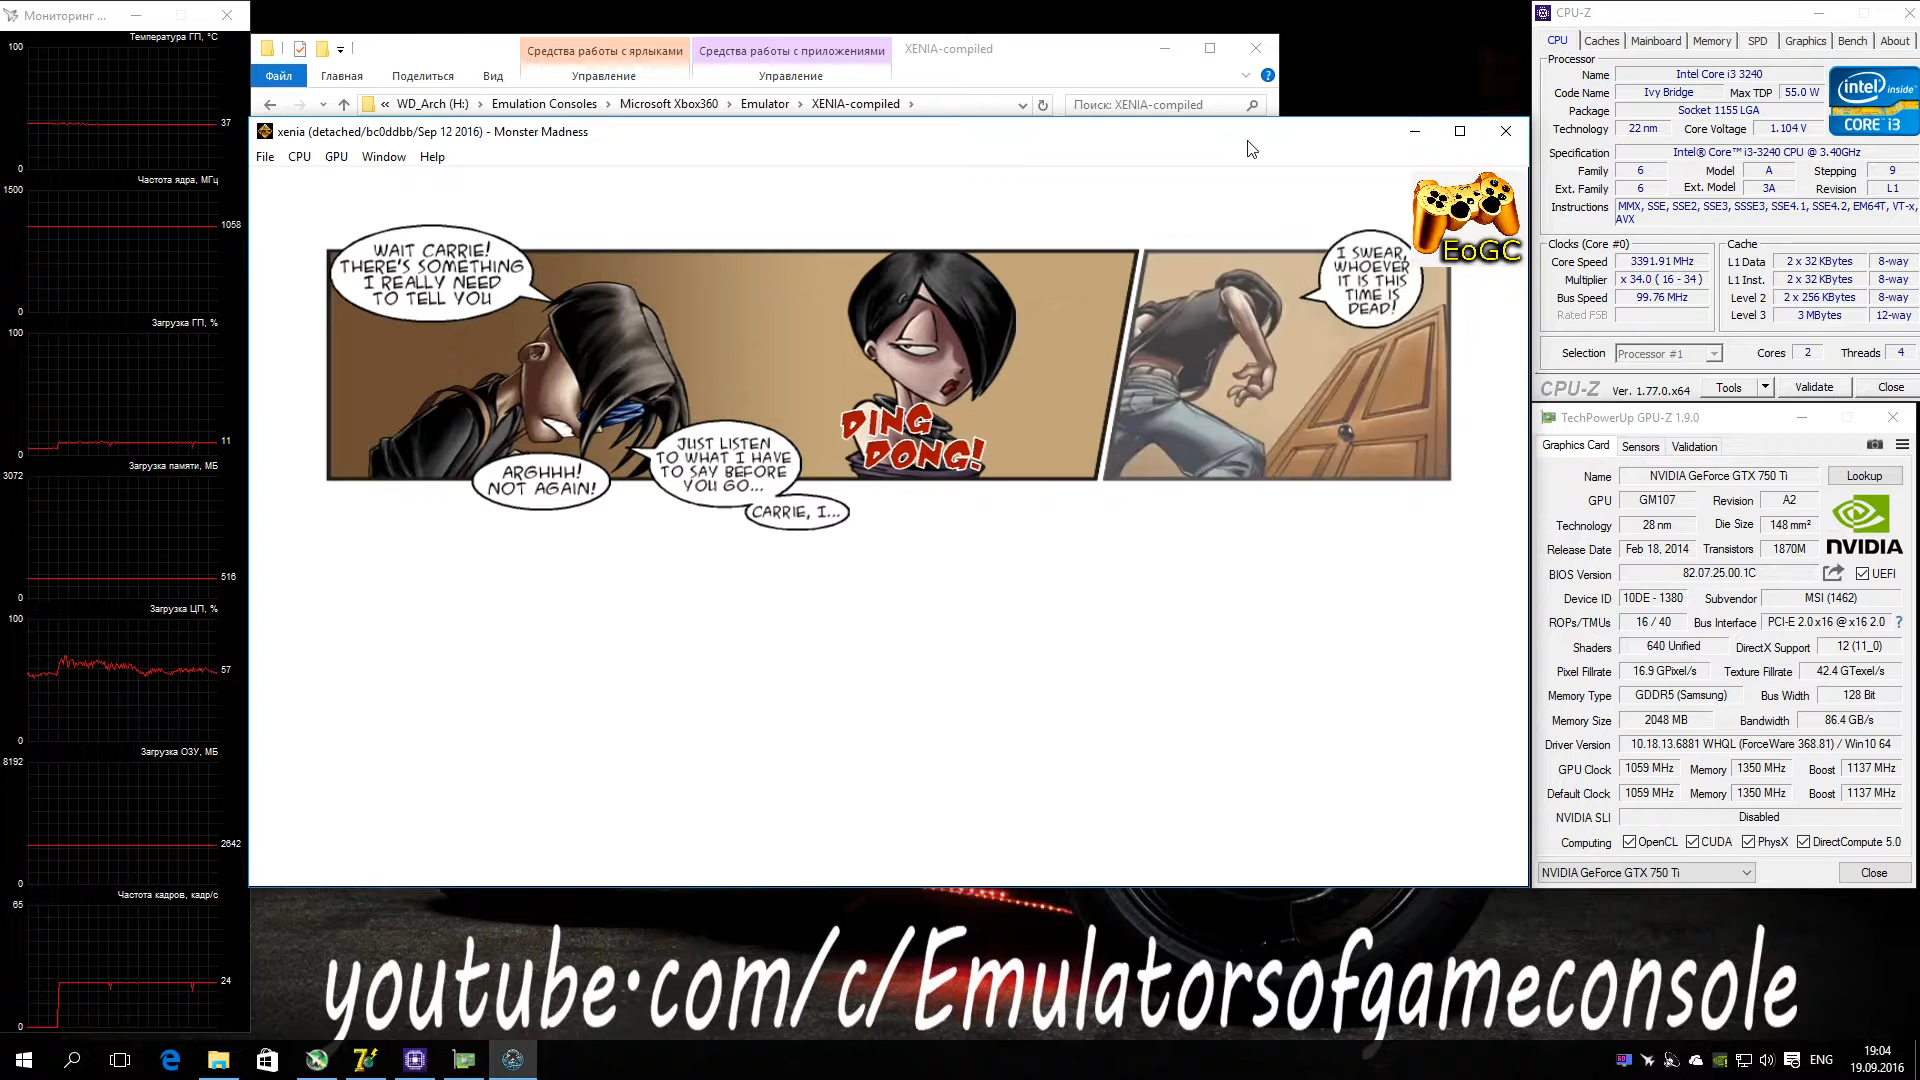 Мониторинг ...
Температура ГП, °C
100
37
0
Частота ядра, МГц
1500
1058
0
Загрузка ГП, %
100
11
0
Загрузка памяти, МБ
3072
516
0
Загрузка ЦП, %
100
57
0
Загрузка ОЗУ, МБ
8192
2642
0
Частота кадров, кадр/с
65
24
0
Средства работы с ярлыками
Средства работы с приложениями
XENIA-compiled
Файл
Главная
Поделиться
Вид
Управление
Управление
« WD_Arch (H:) > Emulation Consoles > Microsoft Xbox360 > Emulator > XENIA-compiled >
Поиск: XENIA-compiled
xenia (detached/bc0ddbb/Sep 12 2016) - Monster Madness
File CPU GPU Window Help
WAIT CARRIE!
THERE'S SOMETHING
I REALLY NEED
TO TELL YOU
ARGHHH!
NOT AGAIN!
JUST LISTEN
TO WHAT I HAVE
TO SAY BEFORE
YOU GO...
CARRIE, I...
DING
DONG!
I SWEAR,
WHOEVER
IT IS THIS
TIME IS
DEAD!
EoGC
CPU-Z
CPU Caches Mainboard Memory SPD Graphics Bench About
Processor
Name Intel Core i3 3240
Code Name Ivy Bridge Max TDP 55.0 W
Package Socket 1155 LGA
Technology 22 nm Core Voltage 1.104 V
intel inside™
CORE i3
Specification Intel® Core™ i3-3240 CPU @ 3.40GHz
Family 6 Model A Stepping 9
Ext. Family 6 Ext. Model 3A Revision L1
Instructions MMX, SSE, SSE2, SSE3, SSSE3, SSE4.1, SSE4.2, EM64T, VT-x,
AVX
Clocks (Core #0)
Core Speed 3391.91 MHz
Multiplier x 34.0 ( 16 - 34 )
Bus Speed 99.76 MHz
Rated FSB
Cache
L1 Data 2 x 32 KBytes 8-way
L1 Inst. 2 x 32 KBytes 8-way
Level 2 2 x 256 KBytes 8-way
Level 3 3 MBytes 12-way
Selection Processor #1 Cores 2 Threads 4
CPU-Z Ver. 1.77.0.x64 Tools Validate Close
TechPowerUp GPU-Z 1.9.0
Graphics Card Sensors Validation
Name NVIDIA GeForce GTX 750 Ti Lookup
GPU GM107 Revision A2
Technology 28 nm Die Size 148 mm²
Release Date Feb 18, 2014 Transistors 1870M
NVIDIA
BIOS Version 82.07.25.00.1C UEFI
Device ID 10DE - 1380 Subvendor MSI (1462)
ROPs/TMUs 16 / 40 Bus Interface PCI-E 2.0 x16 @ x16 2.0 ?
Shaders 640 Unified DirectX Support 12 (11_0)
Pixel Fillrate 16.9 GPixel/s Texture Fillrate 42.4 GTexel/s
Memory Type GDDR5 (Samsung) Bus Width 128 Bit
Memory Size 2048 MB Bandwidth 86.4 GB/s
Driver Version 10.18.13.6881 WHQL (ForceWare 368.81) / Win10 64
GPU Clock 1059 MHz Memory 1350 MHz Boost 1137 MHz
Default Clock 1059 MHz Memory 1350 MHz Boost 1137 MHz
NVIDIA SLI Disabled
Computing OpenCL CUDA PhysX DirectCompute 5.0
NVIDIA GeForce GTX 750 Ti Close
youtube.com/c/Emulatorsofgameconsole
ENG
19:04
19.09.2016